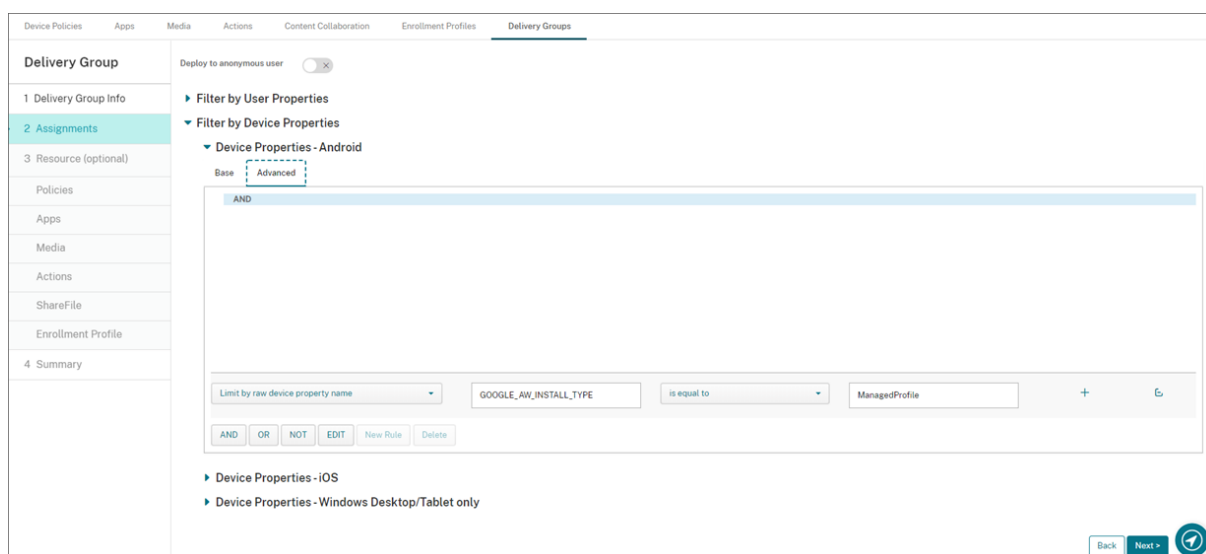 Device Policies Apps Media Actions Content Collaboration Enrollment Profiles Delivery Groups
Delivery Group
1 Delivery Group Info
2 Assignments
3 Resource (optional)
Policies
Apps
Media
Actions
ShareFile
Enrollment Profile
4 Summary
Deploy to anonymous user
Filter by User Properties
Filter by Device Properties
Device Properties - Android
Base Advanced
AND
Limit by raw device property name GOOGLE_AW_INSTALL_TYPE is equal to ManagedProfile
AND OR NOT EDIT New Rule Delete
Device Properties - iOS
Device Properties - Windows Desktop/Tablet only
Back Next >